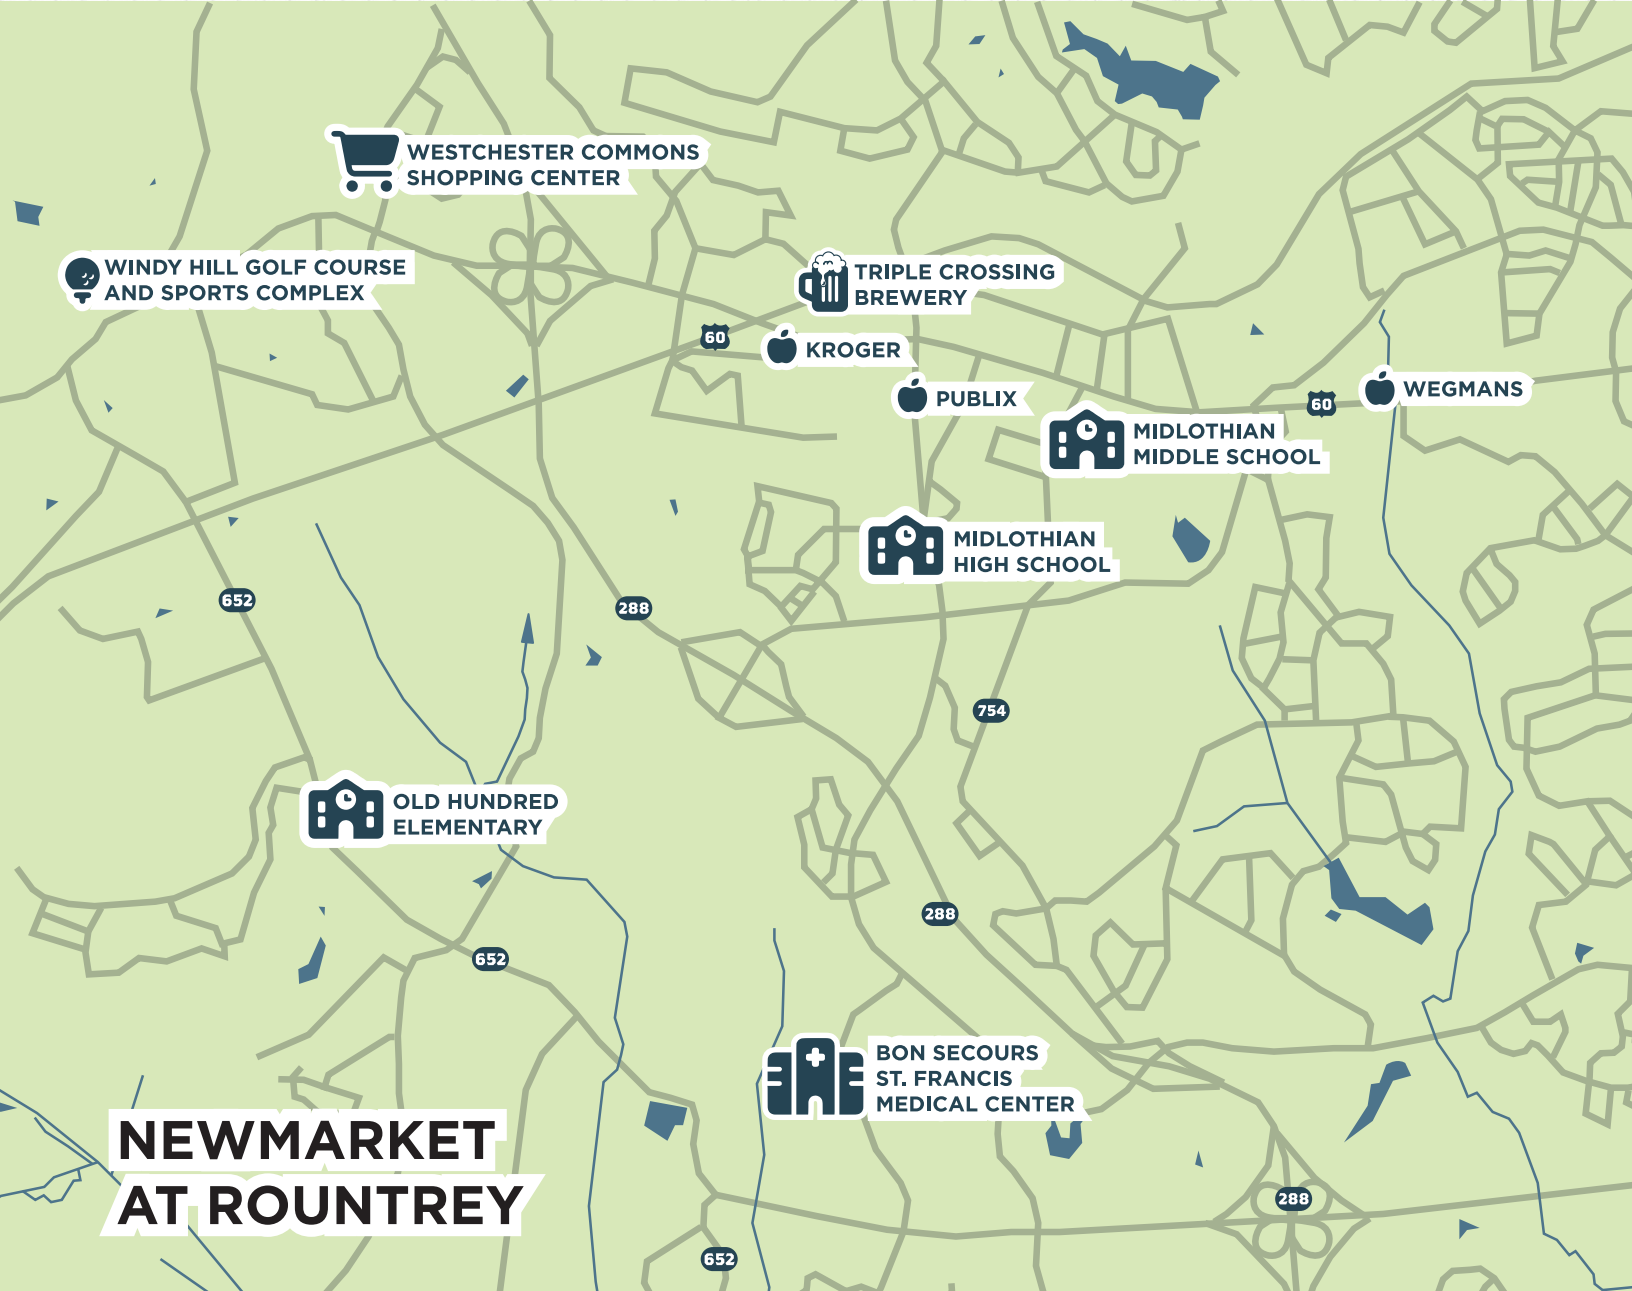 WESTCHESTER COMMONS
SHOPPING CENTER
WINDY HILL GOLF COURSE
AND SPORTS COMPLEX
TRIPLE CROSSING
BREWERY
60
KROGER
PUBLIX
60
WEGMANS
MIDLOTHIAN
MIDDLE SCHOOL
MIDLOTHIAN
HIGH SCHOOL
652
288
754
OLD HUNDRED
ELEMENTARY
288
652
BON SECOURS
ST. FRANCIS
MEDICAL CENTER
NEWMARKET
AT ROUNTREY
288
652